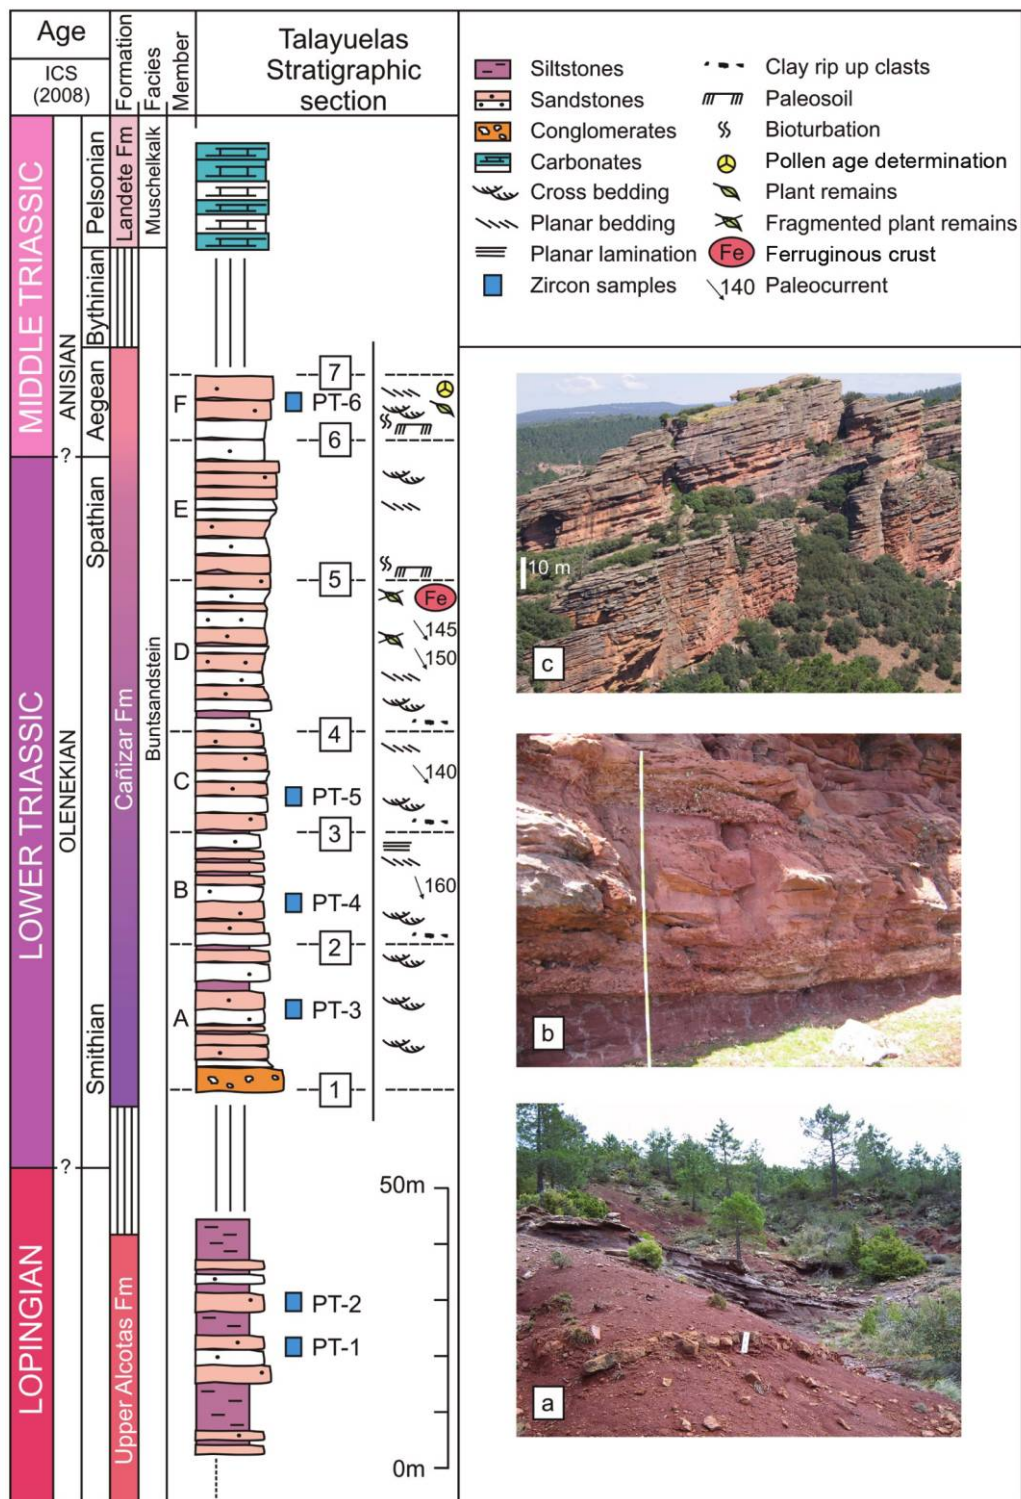 Age
ICS
(2008)
Formation
Facies
Member
Talayuelas
Stratigraphic
section
Siltstones
Sandstones
Conglomerates
Carbonates
Cross bedding
Planar bedding
Planar lamination
Zircon samples
Clay rip up clasts
Paleosoil
Bioturbation
Pollen age determination
Plant remains
Fragmented plant remains
Fe Ferruginous crust
140 Paleocurrent
MIDDLE TRIASSIC
LOWER TRIASSIC
LOPINGIAN
ANISIAN
OLENEKIAN
?
?
Pelsonian
Bythinian
Aegean
Spathian
Smithian
Landete Fm
Cañizar Fm
Upper Alcotas Fm
Muschelkalk
Buntsandstein
7
F
PT-6
6
E
5
Fe
145
D
150
4
140
C
PT-5
3
B
160
PT-4
2
A
PT-3
1
50m
PT-2
PT-1
0m
10 m
c
b
a